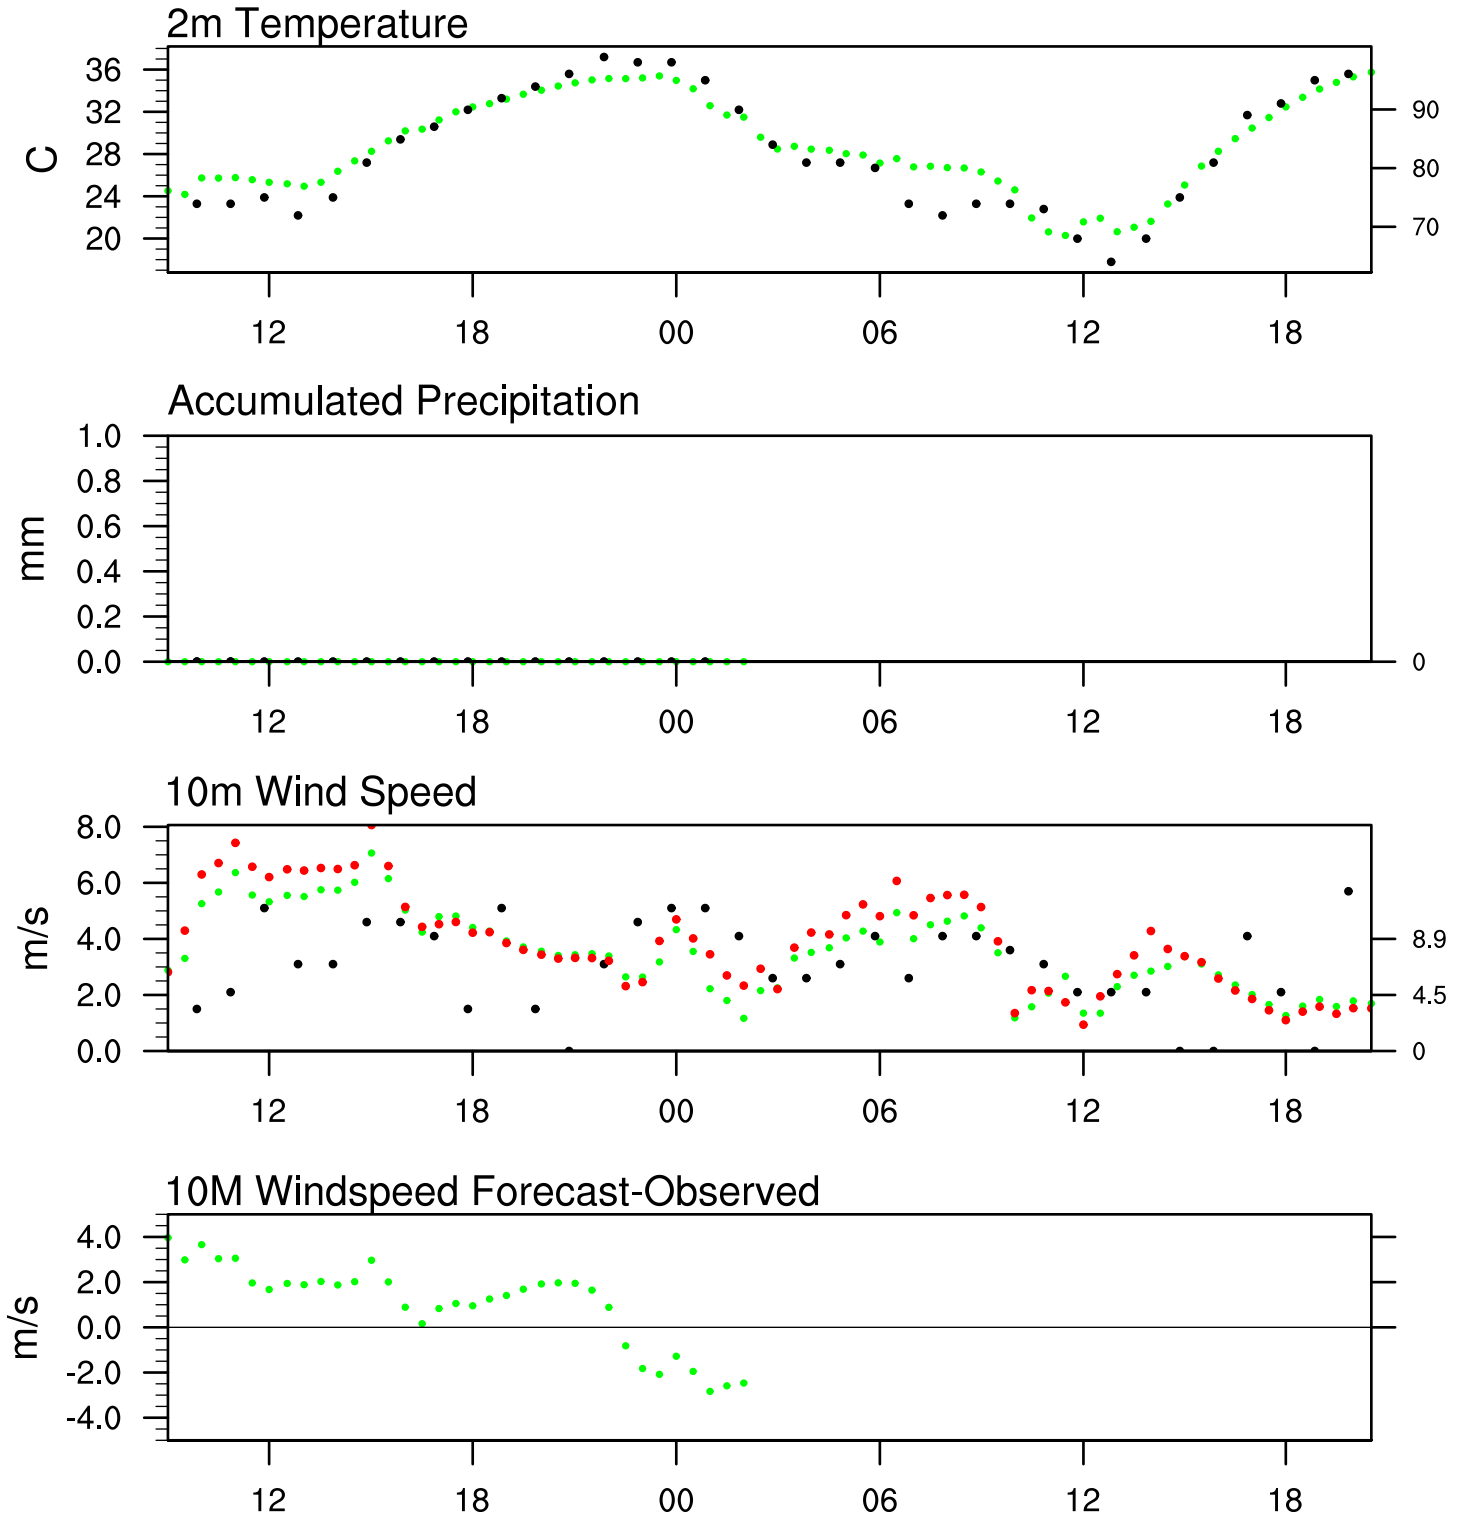 2m Temperature
36
32
28
24
20
C
90
80
70
12 18 00 06 12 18
Accumulated Precipitation
1.0
0.8
0.6
0.4
0.2
0.0
mm
0
12 18 00 06 12 18
10m Wind Speed
8.0
6.0
4.0
2.0
0.0
m/s
8.9
4.5
0
12 18 00 06 12 18
10M Windspeed Forecast-Observed
4.0
2.0
0.0
-2.0
-4.0
m/s
12 18 00 06 12 18